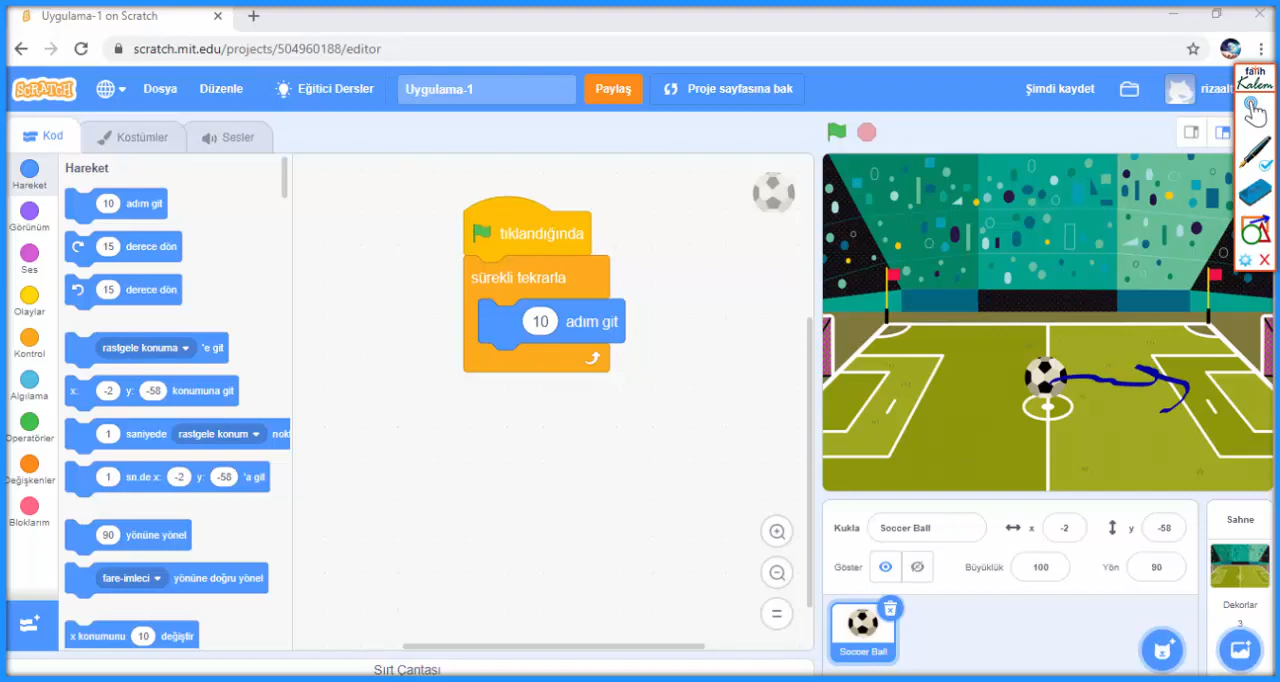 Uygulama-1 on Scratch
scratch.mit.edu/projects/504960188/editor
SCRATCH
Dosya
Düzenle
Eğitici Dersler
Uygulama-1
Paylaş
Proje sayfasına bak
Şimdi kaydet
rizaalt
fatih
Kalem
Kod
Kostümler
Sesler
Hareket
Görünüm
Ses
Olaylar
Kontrol
Algılama
Operatörler
Değişkenler
Bloklarım
Hareket
10 adım git
15 derece dön
15 derece dön
rastgele konuma 'e git
x: -2 y: -58 konumuna git
1 saniyede rastgele konum nokt
1 sn.de x: -2 y: -58 'a git
90 yönüne yönel
fare-imleci yönüne doğru yönel
x konumunu 10 değiştir
tıklandığında
sürekli tekrarla
10 adım git
Sırt Çantası
Kukla Soccer Ball x -2 y -58
Göster Büyüklük 100 Yön 90
Soccer Ball
Sahne
Dekorlar
3